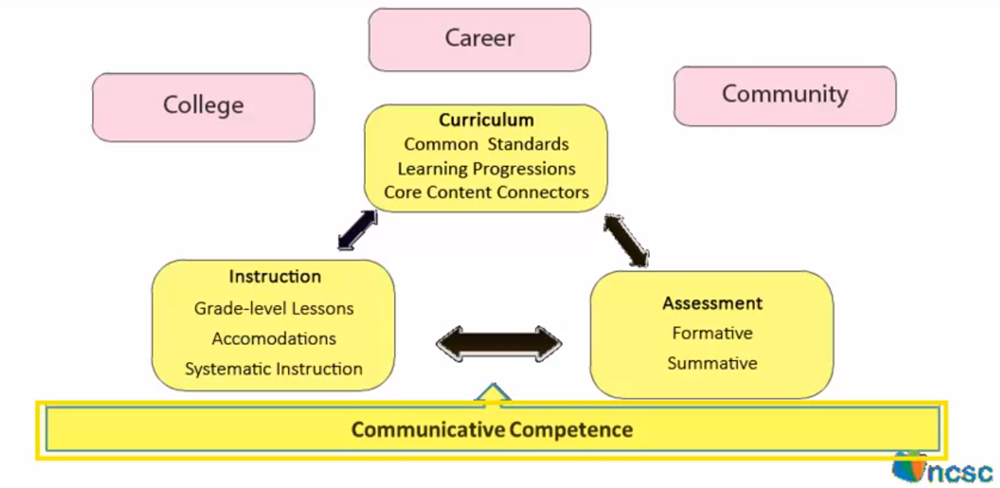 Career
College
Community
Curriculum
Common Standards
Learning Progressions
Core Content Connectors
Instruction
Grade-level Lessons
Accomodations
Systematic Instruction
Assessment
Formative
Summative
Communicative Competence
ncsc